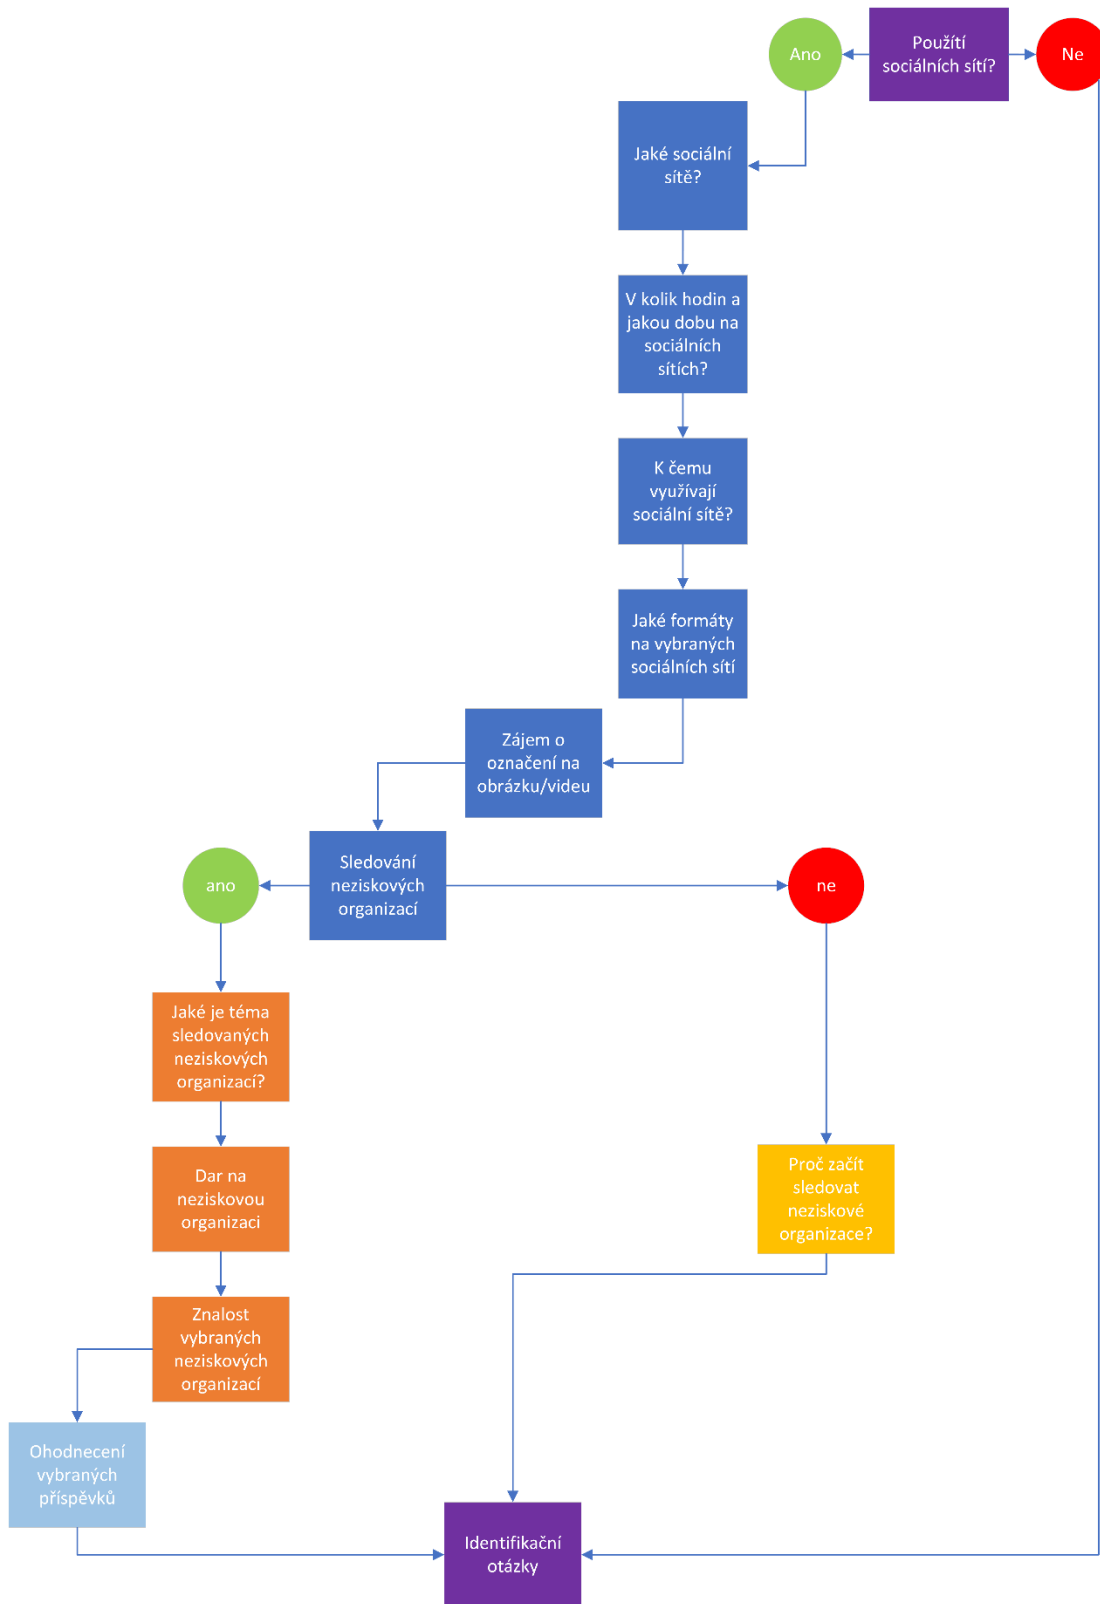 Ano
Použítí
sociálních sítí?
Ne
Jaké sociální
sítě?
V kolik hodin a
jakou dobu na
sociálních
sítích?
K čemu
využívají
sociální sítě?
Jaké formáty
na vybraných
sociálních sítí
Zájem o
označení na
obrázku/videu
ano
Sledování
neziskových
organizací
ne
Jaké je téma
sledovaných
neziskových
organizací?
Dar na
neziskovou
organizaci
Proč začít
sledovat
neziskové
organizace?
Znalost
vybraných
neziskových
organizací
Ohodnecení
vybraných
příspěvků
Identifikační
otázky